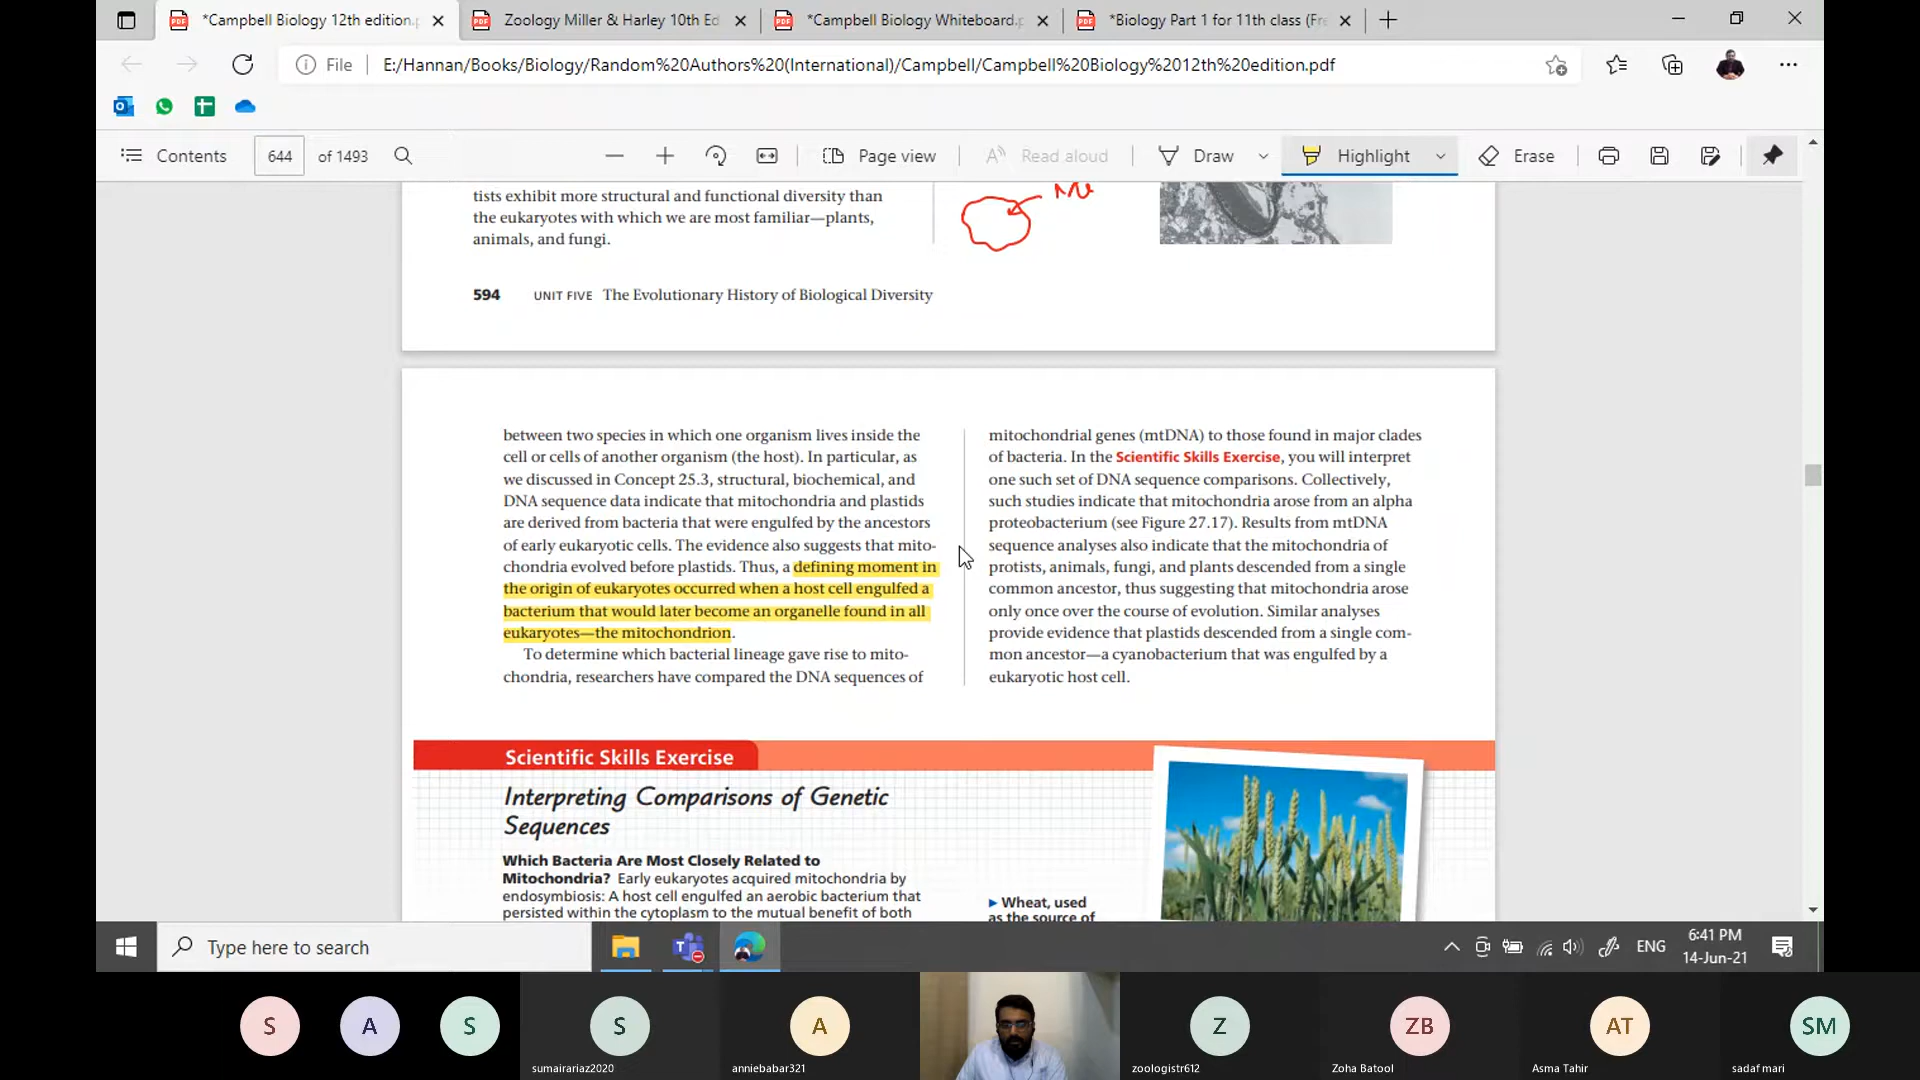 *Campbell Biology 12th edition.p
Zoology Miller & Harley 10th Ed
*Campbell Biology Whiteboard.p
*Biology Part 1 for 11th class (Fre
File
E:/Hannan/Books/Biology/Random%20Authors%20(International)/Campbell/Campbell%20Biology%2012th%20edition.pdf
Contents
644
of 1493
Page view
Read aloud
Draw
Highlight
Erase
tists exhibit more structural and functional diversity than
the eukaryotes with which we are most familiar—plants,
animals, and fungi.
594 UNIT FIVE The Evolutionary History of Biological Diversity
between two species in which one organism lives inside the
cell or cells of another organism (the host). In particular, as
we discussed in Concept 25.3, structural, biochemical, and
DNA sequence data indicate that mitochondria and plastids
are derived from bacteria that were engulfed by the ancestors
of early eukaryotic cells. The evidence also suggests that mito-
chondria evolved before plastids. Thus, a defining moment in
the origin of eukaryotes occurred when a host cell engulfed a
bacterium that would later become an organelle found in all
eukaryotes—the mitochondrion.
To determine which bacterial lineage gave rise to mito-
chondria, researchers have compared the DNA sequences of
mitochondrial genes (mtDNA) to those found in major clades
of bacteria. In the Scientific Skills Exercise, you will interpret
one such set of DNA sequence comparisons. Collectively,
such studies indicate that mitochondria arose from an alpha
proteobacterium (see Figure 27.17). Results from mtDNA
sequence analyses also indicate that the mitochondria of
protists, animals, fungi, and plants descended from a single
common ancestor, thus suggesting that mitochondria arose
only once over the course of evolution. Similar analyses
provide evidence that plastids descended from a single com-
mon ancestor—a cyanobacterium that was engulfed by a
eukaryotic host cell.
Scientific Skills Exercise
Interpreting Comparisons of Genetic
Sequences
Which Bacteria Are Most Closely Related to
Mitochondria? Early eukaryotes acquired mitochondria by
endosymbiosis: A host cell engulfed an aerobic bacterium that
persisted within the cytoplasm to the mutual benefit of both
▶ Wheat, used
as the source of
Type here to search
ENG
6:41 PM
14-Jun-21
S
A
S
S
sumairariaz2020
A
anniebabar321
Z
zoologistr612
ZB
Zoha Batool
AT
Asma Tahir
SM
sadaf mari